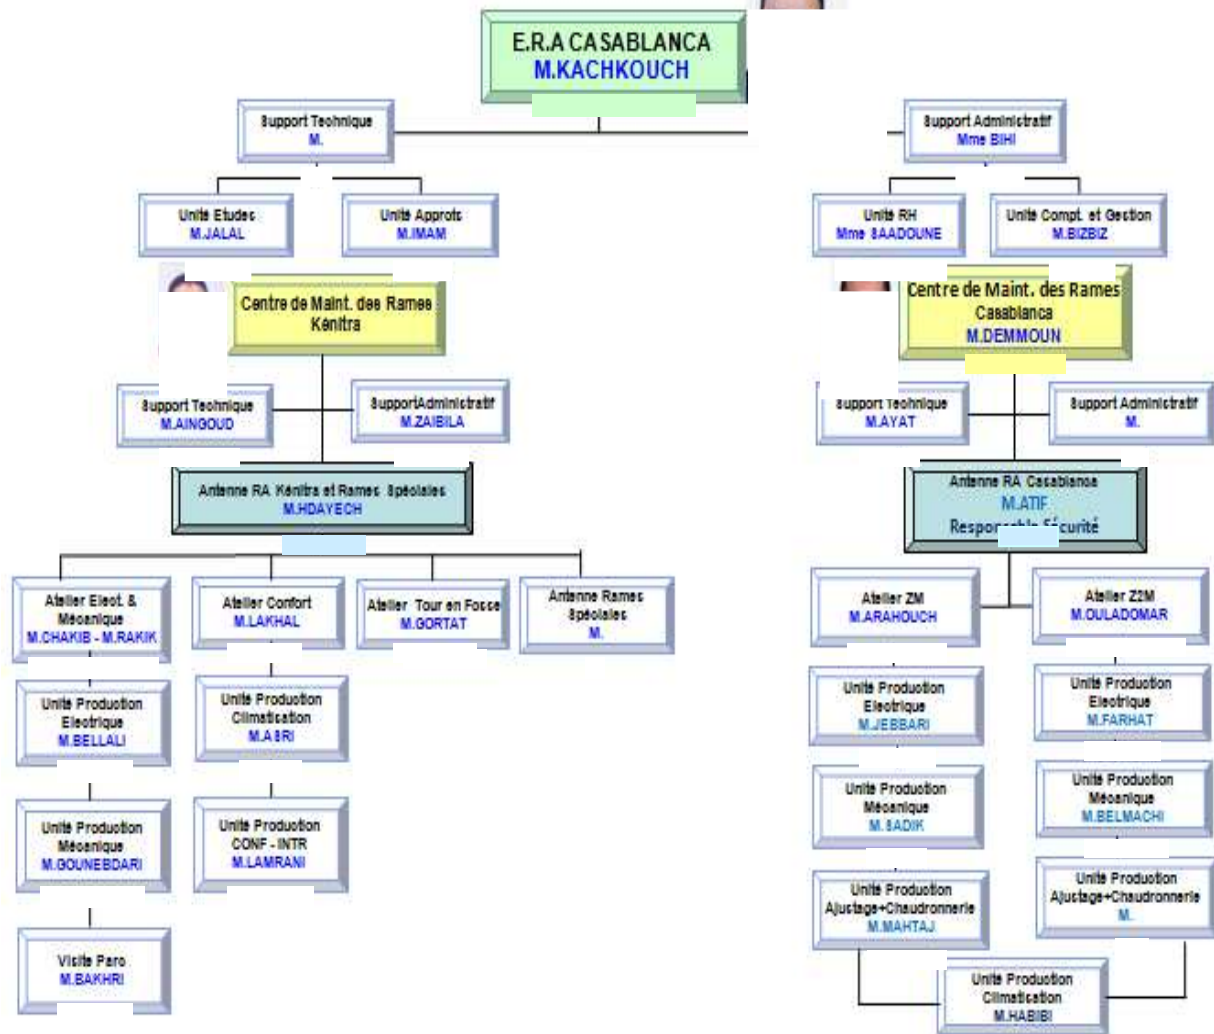 E.R.A CASABLANCA
M.KACHKOUCH
Support Technique
M.
Support Administratif
Mme BIHI
Unité Etudes
M.JALAL
Unité Approts
M.IMAM
Unité RH
Mme SAADOUNE
Unité Compt. et Gestion
M.BIZBIZ
Centre de Maint. des Rames
Kénitra
Centre de Maint. des Rames
Casablanca
M.DEMMOUN
Support Technique
M.AINGOUD
SupportAdministratif
M.ZAIBILA
Support Technique
M.AYAT
Support Administratif
M.
Antenne RA Kénitra et Rames Spéciales
M.HDAYECH
Antenne RA Casablanca
M.ATIF
Responsable Sécurité
Atelier Elect. &
Mécanique
M.CHAKIB - M.RAKIK
Atelier Confort
M.LAKHAL
Atelier Tour en Fosse
M.GORTAT
Antenne Rames
Spéciales
M.
Atelier ZM
M.ARAHOUCH
Atelier Z2M
M.OULADOMAR
Unité Production
Electrique
M.BELLALI
Unité Production
Climatisation
M.ASRI
Unité Production
Electrique
M.JEBBARI
Unité Production
Electrique
M.FARHAT
Unité Production
Mécanique
M.GOUNEBDARI
Unité Production
CONF - INTR
M.LAMRANI
Unité Production
Mécanique
M.SADIK
Unité Production
Mécanique
M.BELMACHI
Unité Production
Ajustage+Chaudronnerie
M.MAHTAJ
Unité Production
Ajustage+Chaudronnerie
M.
Visite Paro
M.BAKHRI
Unité Production
Climatisation
M.HABIBI